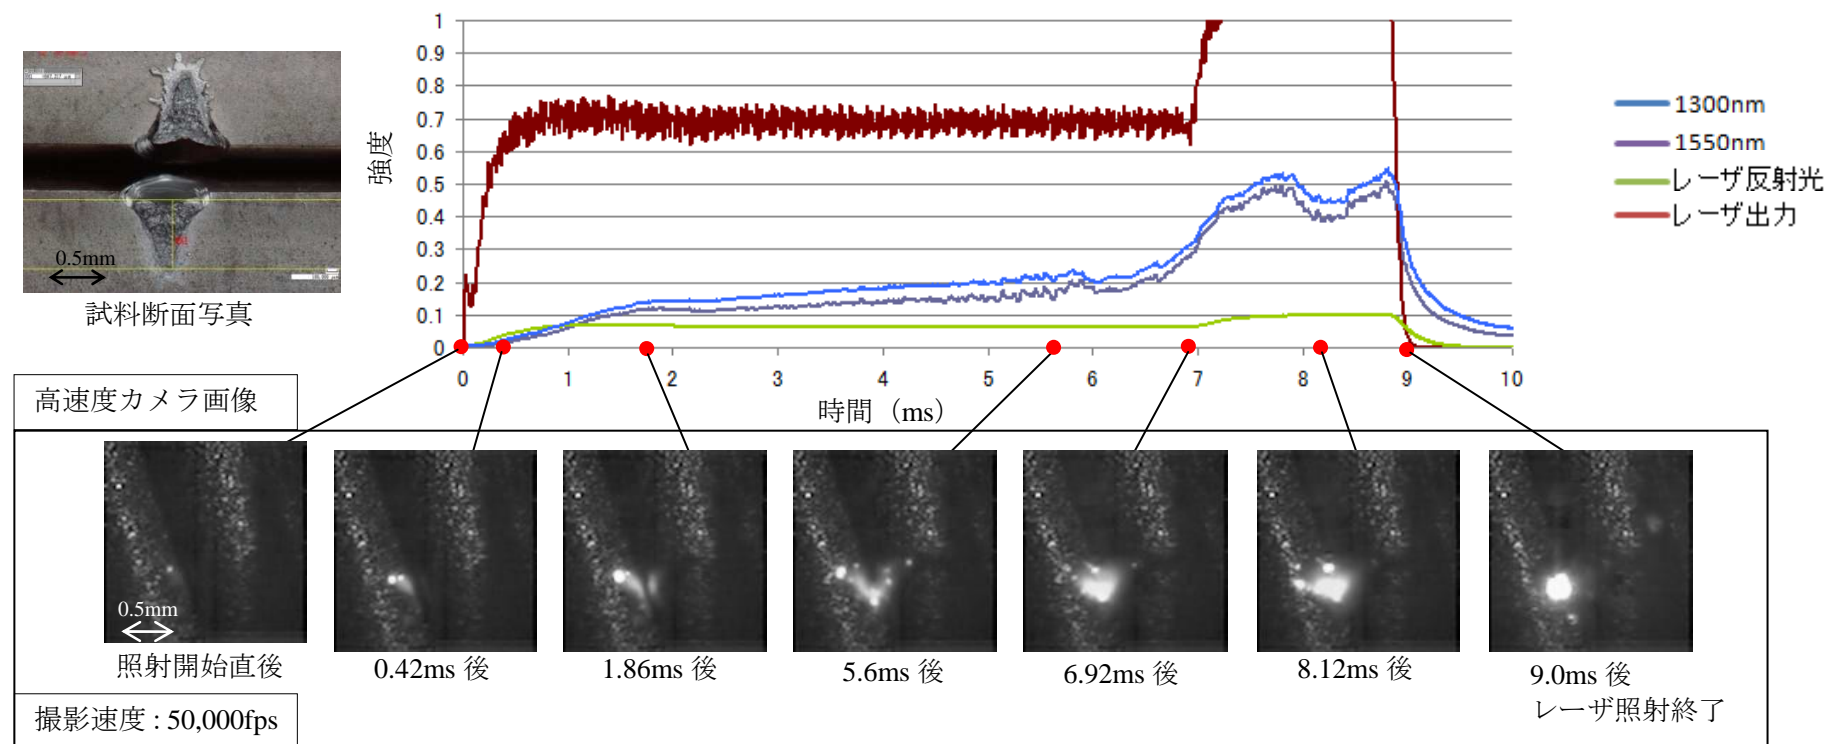 1
0.9
0.8
0.7
0.6
0.5
0.4
0.3
0.2
0.1
0
強度
0 1 2 3 4 5 6 7 8 9 10
時間（ms）
1300nm
1550nm
レーザ反射光
レーザ出力
0.5mm
試料断面写真
高速度カメラ画像
0.5mm
照射開始直後
0.42ms 後
1.86ms 後
5.6ms 後
6.92ms 後
8.12ms 後
9.0ms 後
レーザ照射終了
撮影速度 : 50,000fps